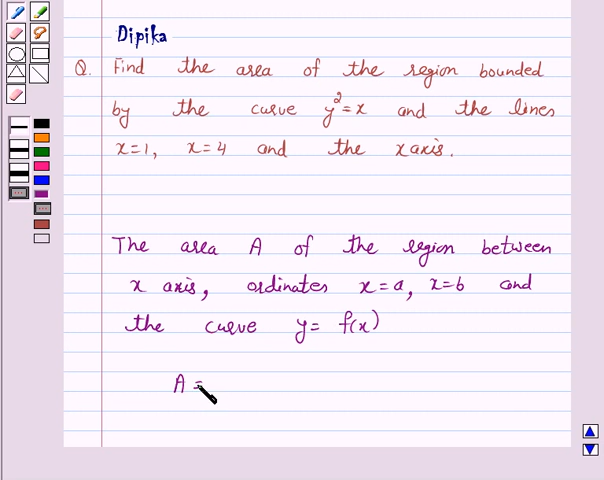 Dipika
Q. Find the area of the region bounded
by the curve y²=x and the lines
x=1, x=4 and the x axis.
The area A of the region between
x axis, ordinates x=a, x=b and
the curve y= f(x)
A =